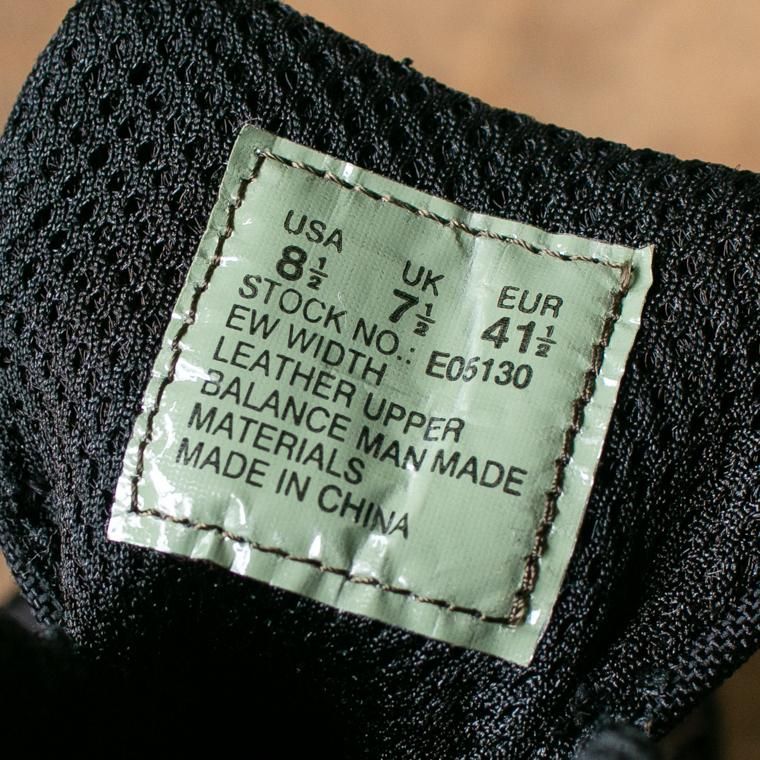 USA UK EUR
8½ 7½ 41½
STOCK NO.: E05130
EW WIDTH
LEATHER UPPER
BALANCE MAN MADE
MATERIALS
MADE IN CHINA